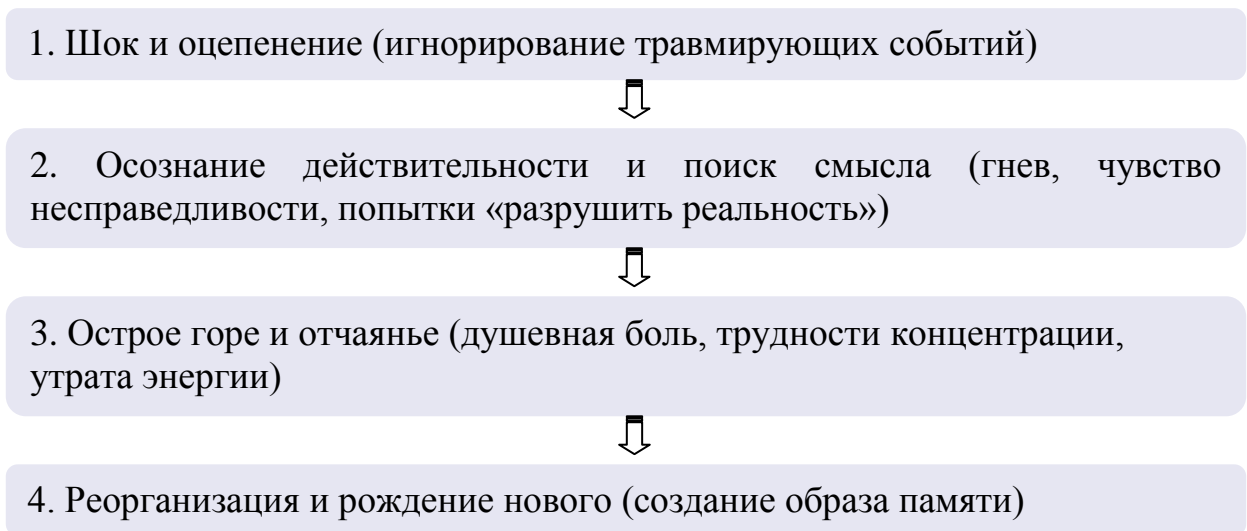 1. Шок и оцепенение (игнорирование травмирующих событий)
2. Осознание действительности и поиск смысла (гнев, чувство
несправедливости, попытки «разрушить реальность»)
3. Острое горе и отчаянье (душевная боль, трудности концентрации,
утрата энергии)
4. Реорганизация и рождение нового (создание образа памяти)